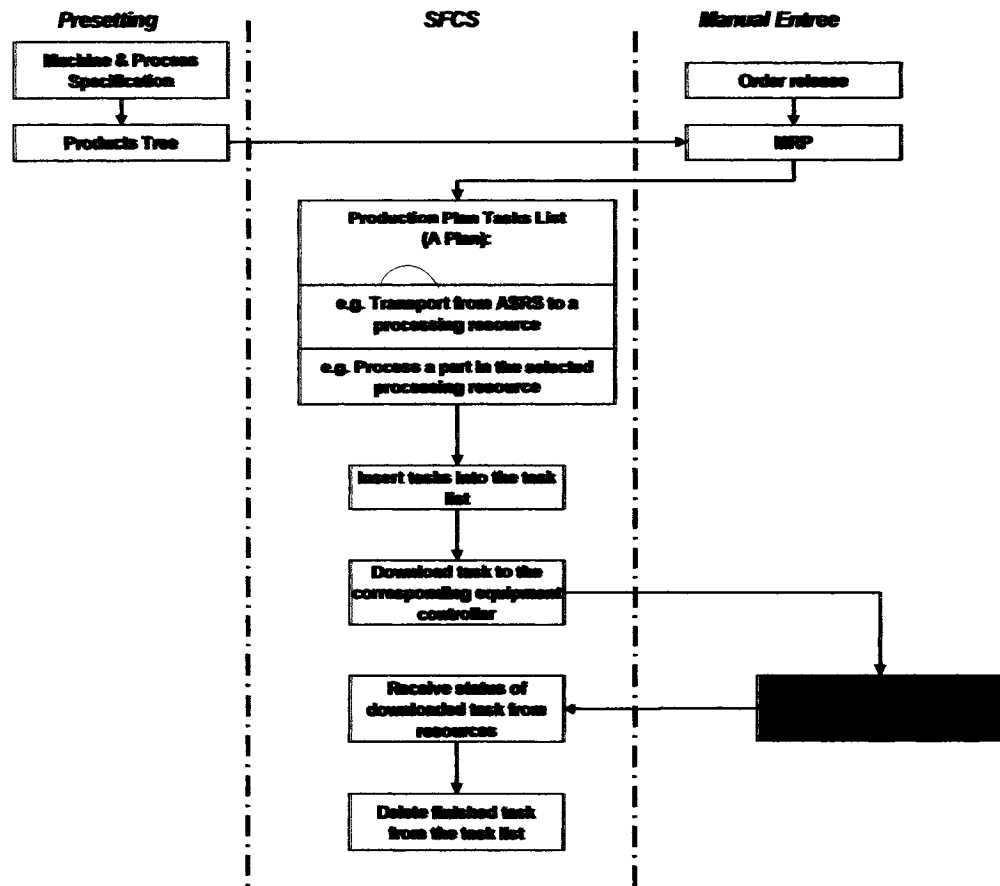 Presetting
SFCS
Manual Entree
Machine & Process
Specification
Order release
Products Tree
MRP
Production Plan Tasks List
(A Plan):
e.g. Transport from ASRS to a
processing resource
e.g. Process a part in the selected
processing resource
Insert tasks into the task
list
Download task to the
corresponding equipment
controller
Receive status of
downloaded task from
resources
Delete finished task
from the task list